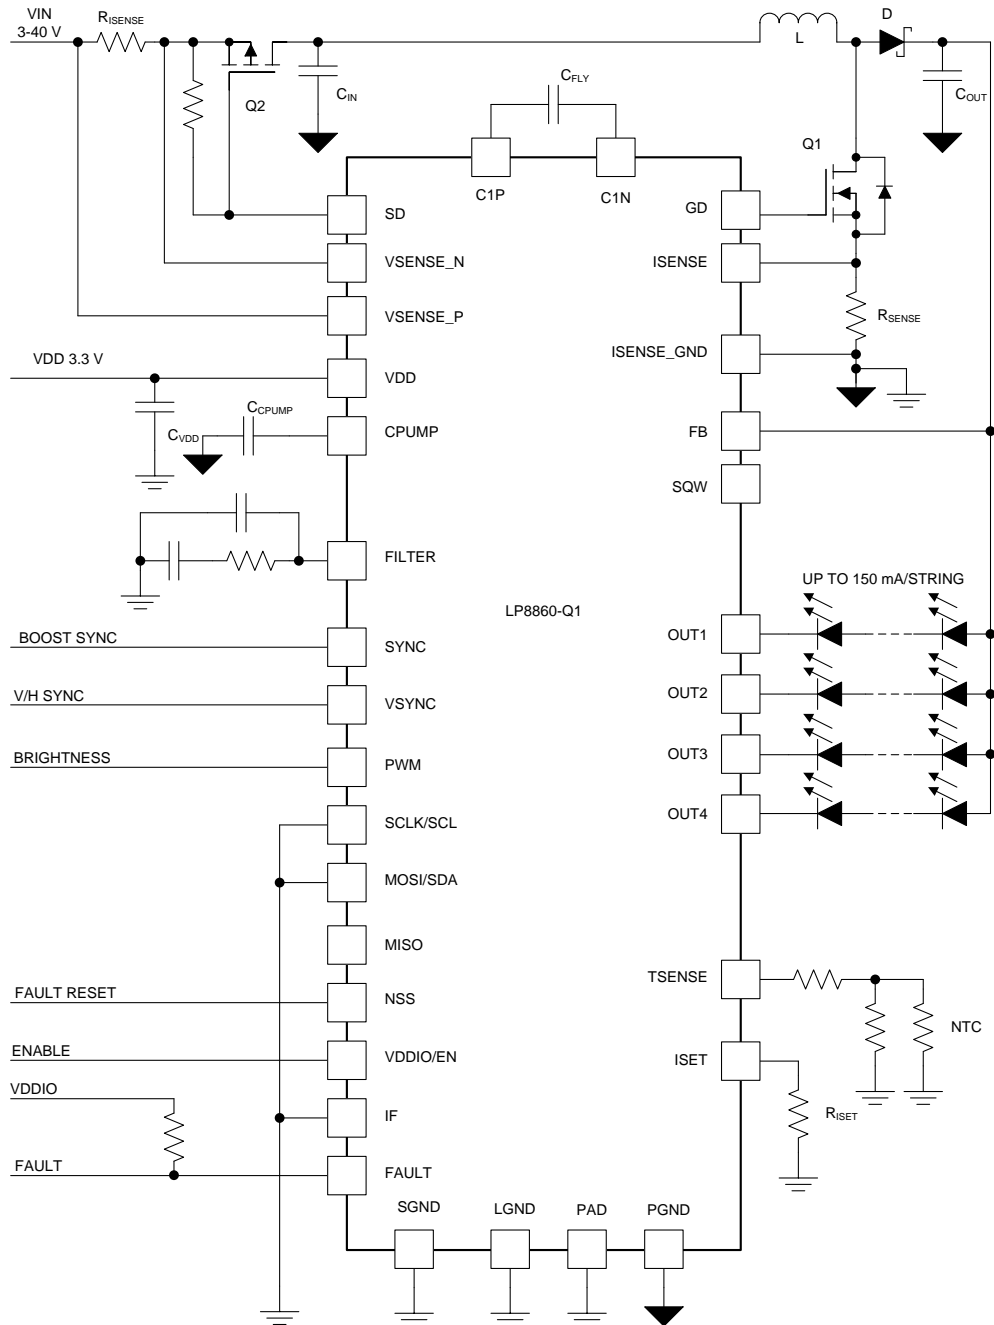 VIN
3-40 V
RISENSE
Q2
CIN
L
D
COUT
CFLY
Q1
C1P
C1N
SD
GD
VSENSE_N
ISENSE
VSENSE_P
RSENSE
ISENSE_GND
VDD 3.3 V
VDD
CVDD
CCPUMP
CPUMP
FB
SQW
FILTER
UP TO 150 mA/STRING
LP8860-Q1
BOOST SYNC
SYNC
OUT1
V/H SYNC
VSYNC
OUT2
BRIGHTNESS
PWM
OUT3
SCLK/SCL
OUT4
MOSI/SDA
MISO
TSENSE
NTC
FAULT RESET
NSS
ENABLE
VDDIO/EN
ISET
VDDIO
IF
RISET
FAULT
FAULT
SGND
LGND
PAD
PGND